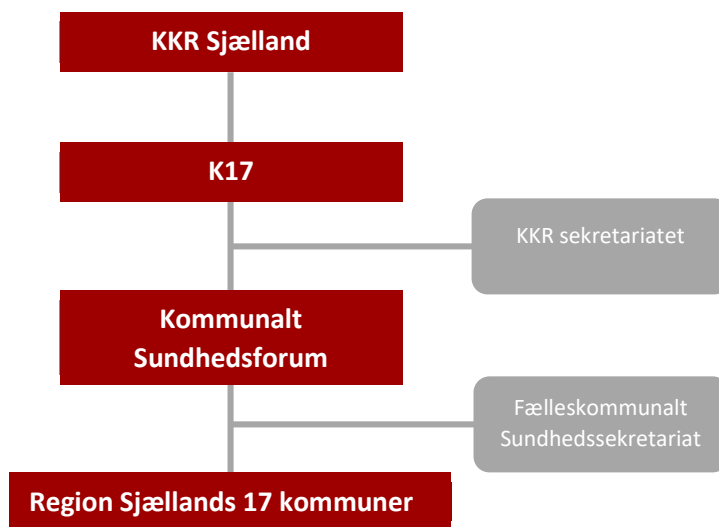 KKR Sjælland
K17
KKR sekretariatet
Kommunalt
Sundhedsforum
Fælleskommunalt
Sundhedssekretariat
Region Sjællands 17 kommuner